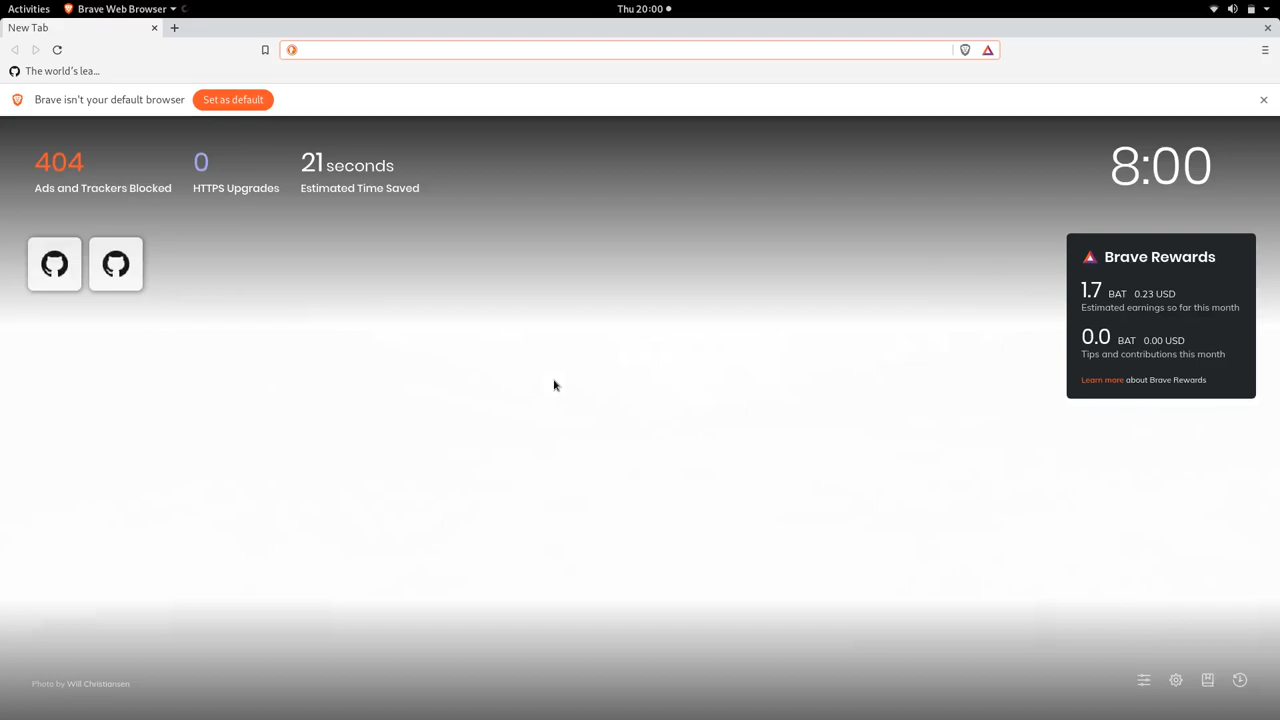 Activities Brave Web Browser Thu 20:00
New Tab
The world's lea...
Brave isn't your default browser Set as default
404 0 21 seconds 8:00
Ads and Trackers Blocked HTTPS Upgrades Estimated Time Saved
Brave Rewards
1.7 BAT 0.23 USD
Estimated earnings so far this month
0.0 BAT 0.00 USD
Tips and contributions this month
Learn more about Brave Rewards
Photo by Will Christiansen